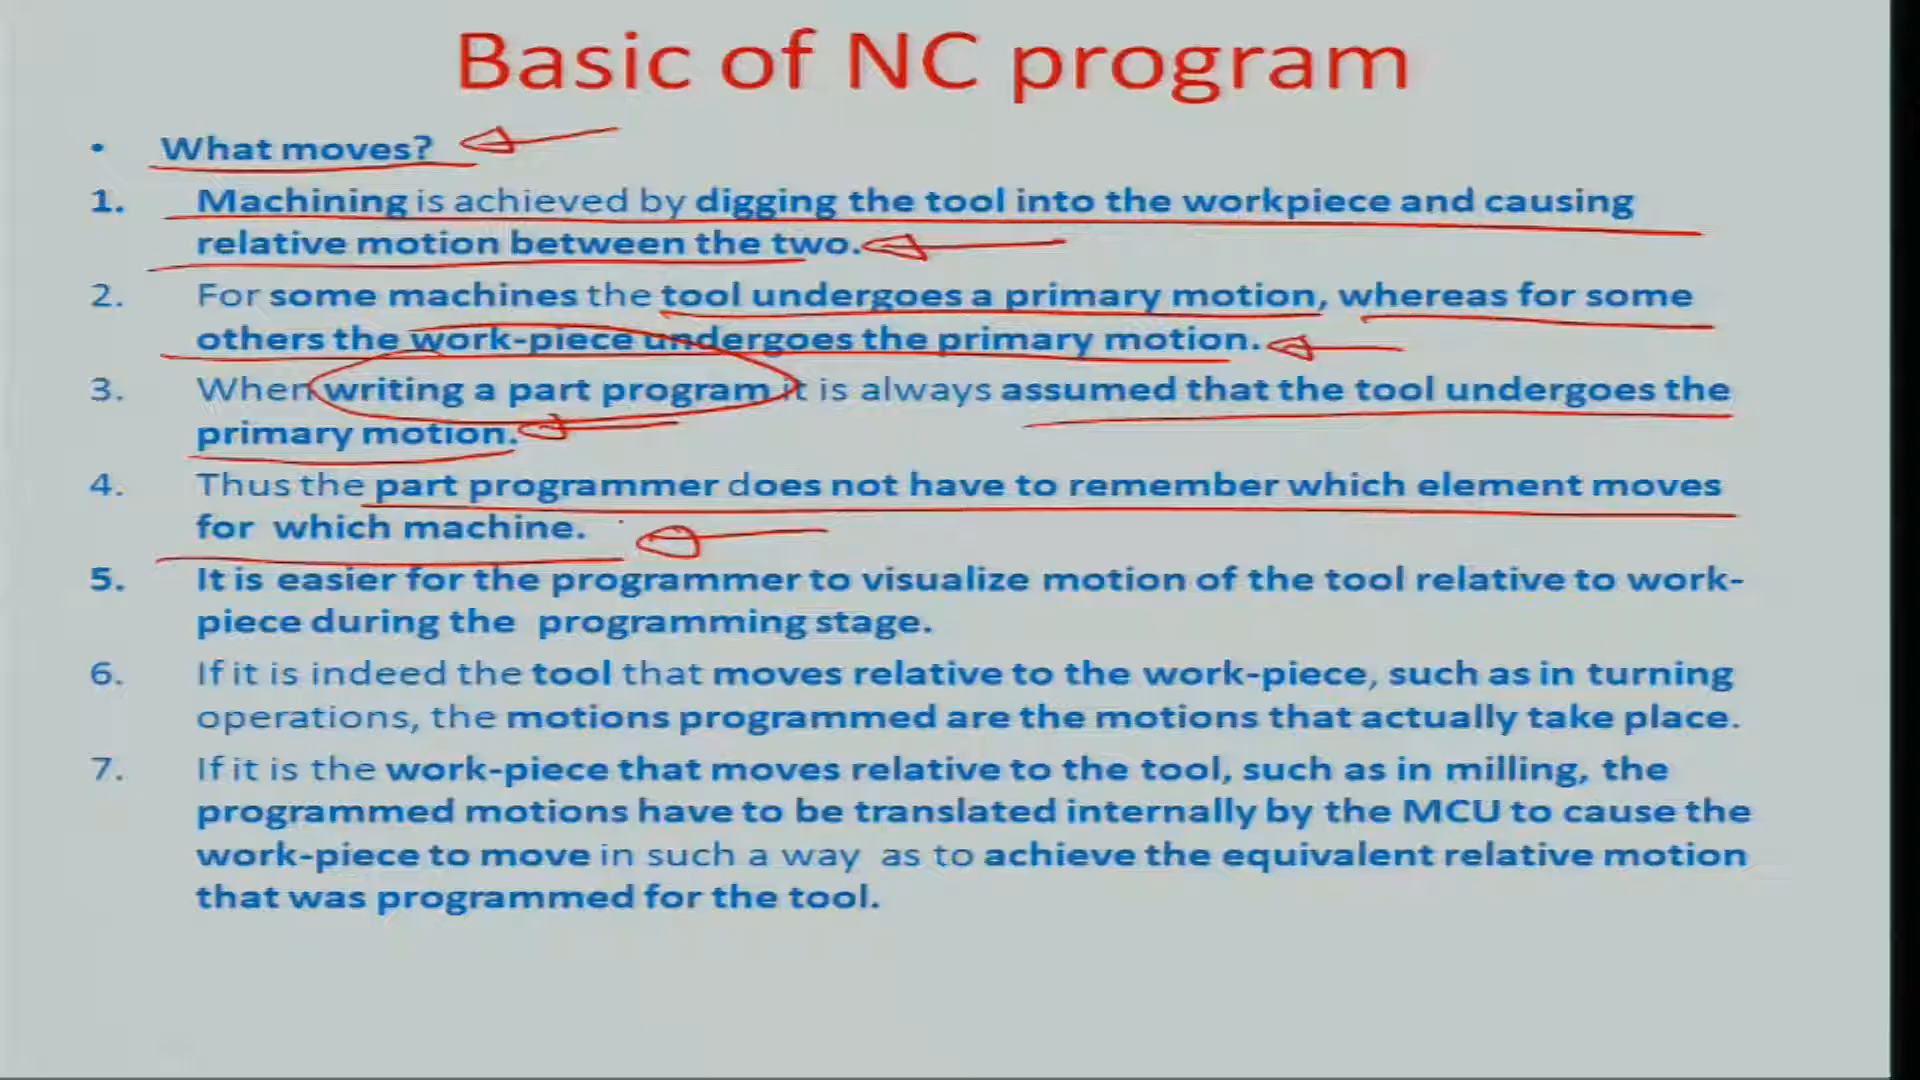 Basic of NC program
• What moves?
1. Machining is achieved by digging the tool into the workpiece and causing
relative motion between the two.
2. For some machines the tool undergoes a primary motion, whereas for some
others the work-piece undergoes the primary motion.
3. When writing a part program it is always assumed that the tool undergoes the
primary motion.
4. Thus the part programmer does not have to remember which element moves
for which machine.
5. It is easier for the programmer to visualize motion of the tool relative to work-
piece during the programming stage.
6. If it is indeed the tool that moves relative to the work-piece, such as in turning
operations, the motions programmed are the motions that actually take place.
7. If it is the work-piece that moves relative to the tool, such as in milling, the
programmed motions have to be translated internally by the MCU to cause the
work-piece to move in such a way as to achieve the equivalent relative motion
that was programmed for the tool.